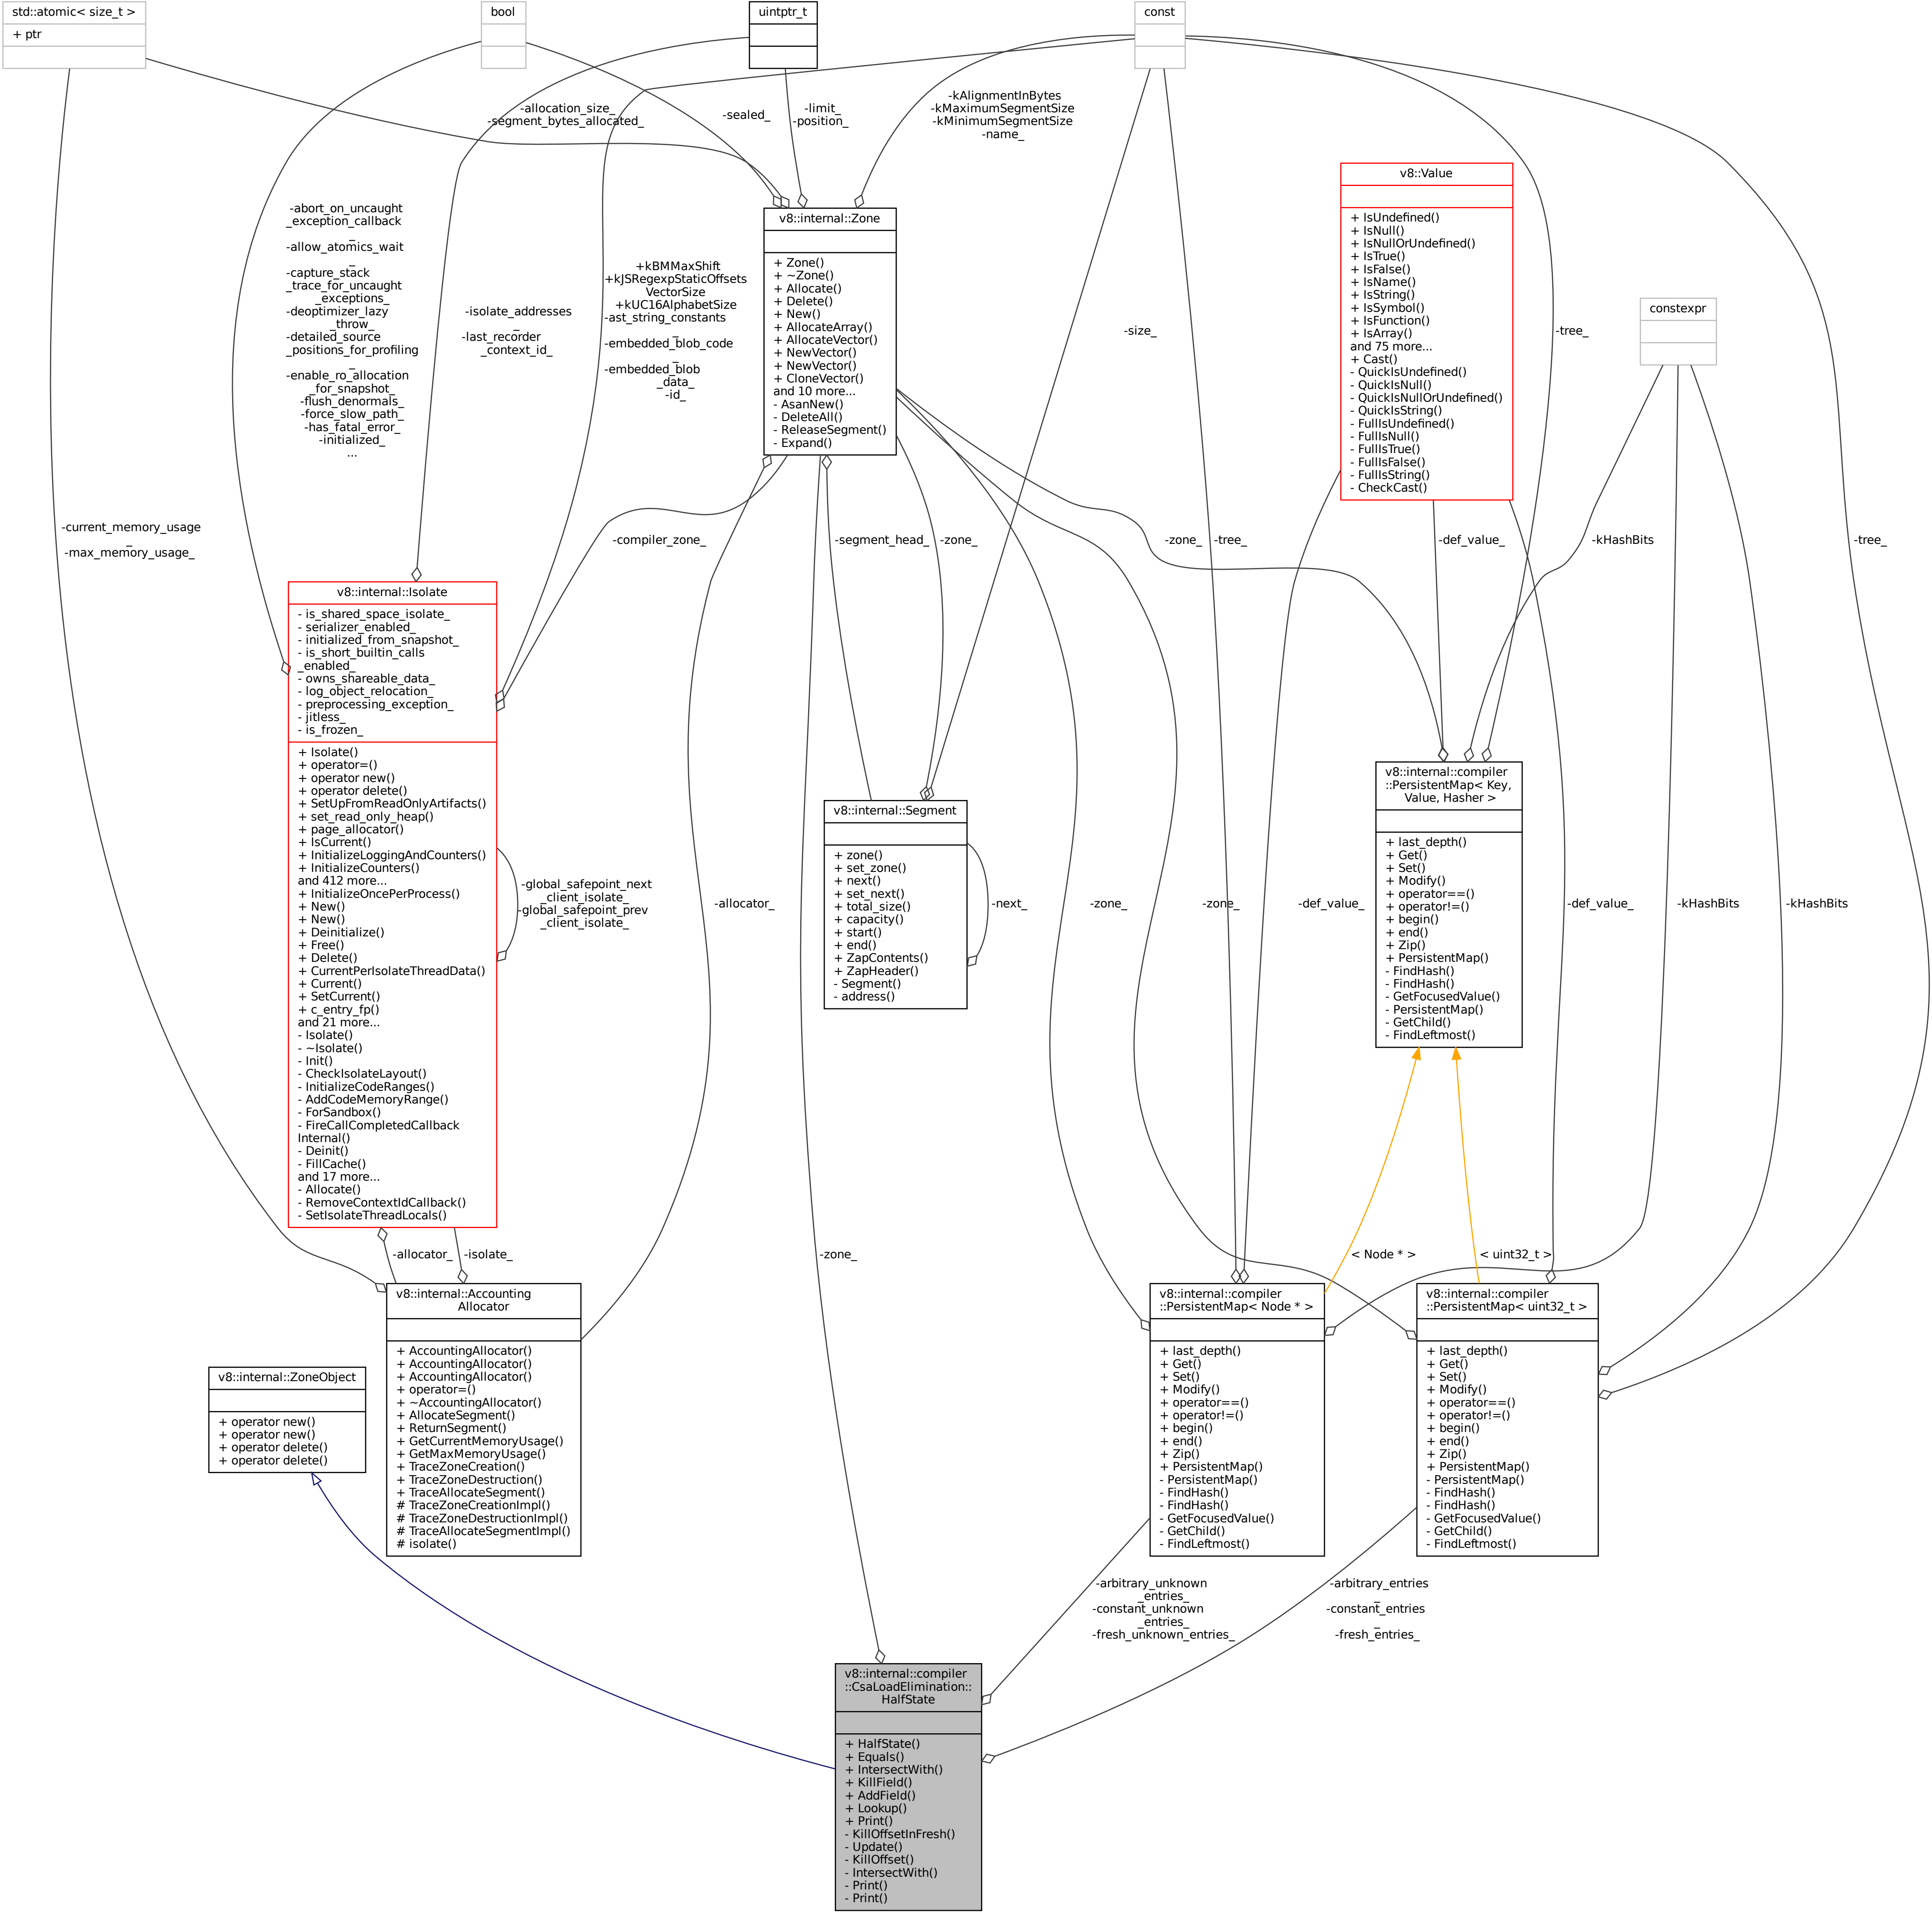 std::atomic< size_t >
+ ptr
bool
uintptr_t
const
-allocation_size_
-segment_bytes_allocated_
-sealed_
-limit_
-position_
-kAlignmentInBytes
-kMaximumSegmentSize
-kMinimumSegmentSize
-name_
v8::Value
+ IsUndefined()
+ IsNull()
+ IsNullOrUndefined()
+ IsTrue()
+ IsFalse()
+ IsName()
+ IsString()
+ IsSymbol()
+ IsFunction()
+ IsArray()
and 75 more...
+ Cast()
- QuickIsUndefined()
- QuickIsNull()
- QuickIsNullOrUndefined()
- QuickIsString()
- FullIsUndefined()
- FullIsNull()
- FullIsTrue()
- FullIsFalse()
- FullIsString()
- CheckCast()
-abort_on_uncaught
_exception_callback
_
-allow_atomics_wait
_
-capture_stack
_trace_for_uncaught
_exceptions_
-deoptimizer_lazy
_throw_
-detailed_source
_positions_for_profiling
_
-enable_ro_allocation
_for_snapshot_
-flush_denormals_
-force_slow_path_
-has_fatal_error_
-initialized_
...
-isolate_addresses
_
-last_recorder
_context_id_
+kBMMaxShift
+kJSRegexpStaticOffsets
VectorSize
+kUC16AlphabetSize
-ast_string_constants
_
-embedded_blob_code
_
-embedded_blob
_data_
-id_
v8::internal::Zone
+ Zone()
+ ~Zone()
+ Allocate()
+ Delete()
+ New()
+ AllocateArray()
+ AllocateVector()
+ NewVector()
+ NewVector()
+ CloneVector()
and 10 more...
- AsanNew()
- DeleteAll()
- ReleaseSegment()
- Expand()
-size_
-tree_
constexpr
-current_memory_usage
_
-max_memory_usage_
-compiler_zone_
-segment_head_
-zone_
-zone_
-tree_
-def_value_
-kHashBits
-tree_
v8::internal::Isolate
- is_shared_space_isolate_
- serializer_enabled_
- initialized_from_snapshot_
- is_short_builtin_calls
_enabled_
- owns_shareable_data_
- log_object_relocation_
- preprocessing_exception_
- jitless_
- is_frozen_
+ Isolate()
+ operator=()
+ operator new()
+ operator delete()
+ SetUpFromReadOnlyArtifacts()
+ set_read_only_heap()
+ page_allocator()
+ IsCurrent()
+ InitializeLoggingAndCounters()
+ InitializeCounters()
and 412 more...
+ InitializeOncePerProcess()
+ New()
+ New()
+ Deinitialize()
+ Free()
+ Delete()
+ CurrentPerIsolateThreadData()
+ Current()
+ SetCurrent()
+ c_entry_fp()
and 21 more...
- Isolate()
- ~Isolate()
- Init()
- CheckIsolateLayout()
- InitializeCodeRanges()
- AddCodeMemoryRange()
- ForSandbox()
- FireCallCompletedCallback
Internal()
- Deinit()
- FillCache()
and 17 more...
- Allocate()
- RemoveContextIdCallback()
- SetIsolateThreadLocals()
-global_safepoint_next
_client_isolate_
-global_safepoint_prev
_client_isolate_
-allocator_
v8::internal::Segment
+ zone()
+ set_zone()
+ next()
+ set_next()
+ total_size()
+ capacity()
+ start()
+ end()
+ ZapContents()
+ ZapHeader()
- Segment()
- address()
-next_
-zone_
-zone_
-def_value_
v8::internal::compiler
::PersistentMap< Key,
Value, Hasher >
+ last_depth()
+ Get()
+ Set()
+ Modify()
+ operator==()
+ operator!=()
+ begin()
+ end()
+ Zip()
+ PersistentMap()
- FindHash()
- FindHash()
- GetFocusedValue()
- PersistentMap()
- GetChild()
- FindLeftmost()
-def_value_
-kHashBits
-kHashBits
-allocator_
-isolate_
-zone_
< Node * >
< uint32_t >
v8::internal::ZoneObject
+ operator new()
+ operator new()
+ operator delete()
+ operator delete()
v8::internal::Accounting
Allocator
+ AccountingAllocator()
+ AccountingAllocator()
+ AccountingAllocator()
+ operator=()
+ ~AccountingAllocator()
+ AllocateSegment()
+ ReturnSegment()
+ GetCurrentMemoryUsage()
+ GetMaxMemoryUsage()
+ TraceZoneCreation()
+ TraceZoneDestruction()
+ TraceAllocateSegment()
# TraceZoneCreationImpl()
# TraceZoneDestructionImpl()
# TraceAllocateSegmentImpl()
# isolate()
v8::internal::compiler
::PersistentMap< Node * >
+ last_depth()
+ Get()
+ Set()
+ Modify()
+ operator==()
+ operator!=()
+ begin()
+ end()
+ Zip()
+ PersistentMap()
- PersistentMap()
- FindHash()
- FindHash()
- GetFocusedValue()
- GetChild()
- FindLeftmost()
v8::internal::compiler
::PersistentMap< uint32_t >
+ last_depth()
+ Get()
+ Set()
+ Modify()
+ operator==()
+ operator!=()
+ begin()
+ end()
+ Zip()
+ PersistentMap()
- PersistentMap()
- FindHash()
- FindHash()
- GetFocusedValue()
- GetChild()
- FindLeftmost()
-arbitrary_unknown
_entries_
-constant_unknown
_entries_
-fresh_unknown_entries_
-arbitrary_entries
_
-constant_entries
_
-fresh_entries_
v8::internal::compiler
::CsaLoadElimination::
HalfState
+ HalfState()
+ Equals()
+ IntersectWith()
+ KillField()
+ AddField()
+ Lookup()
+ Print()
- KillOffsetInFresh()
- Update()
- KillOffset()
- IntersectWith()
- Print()
- Print()